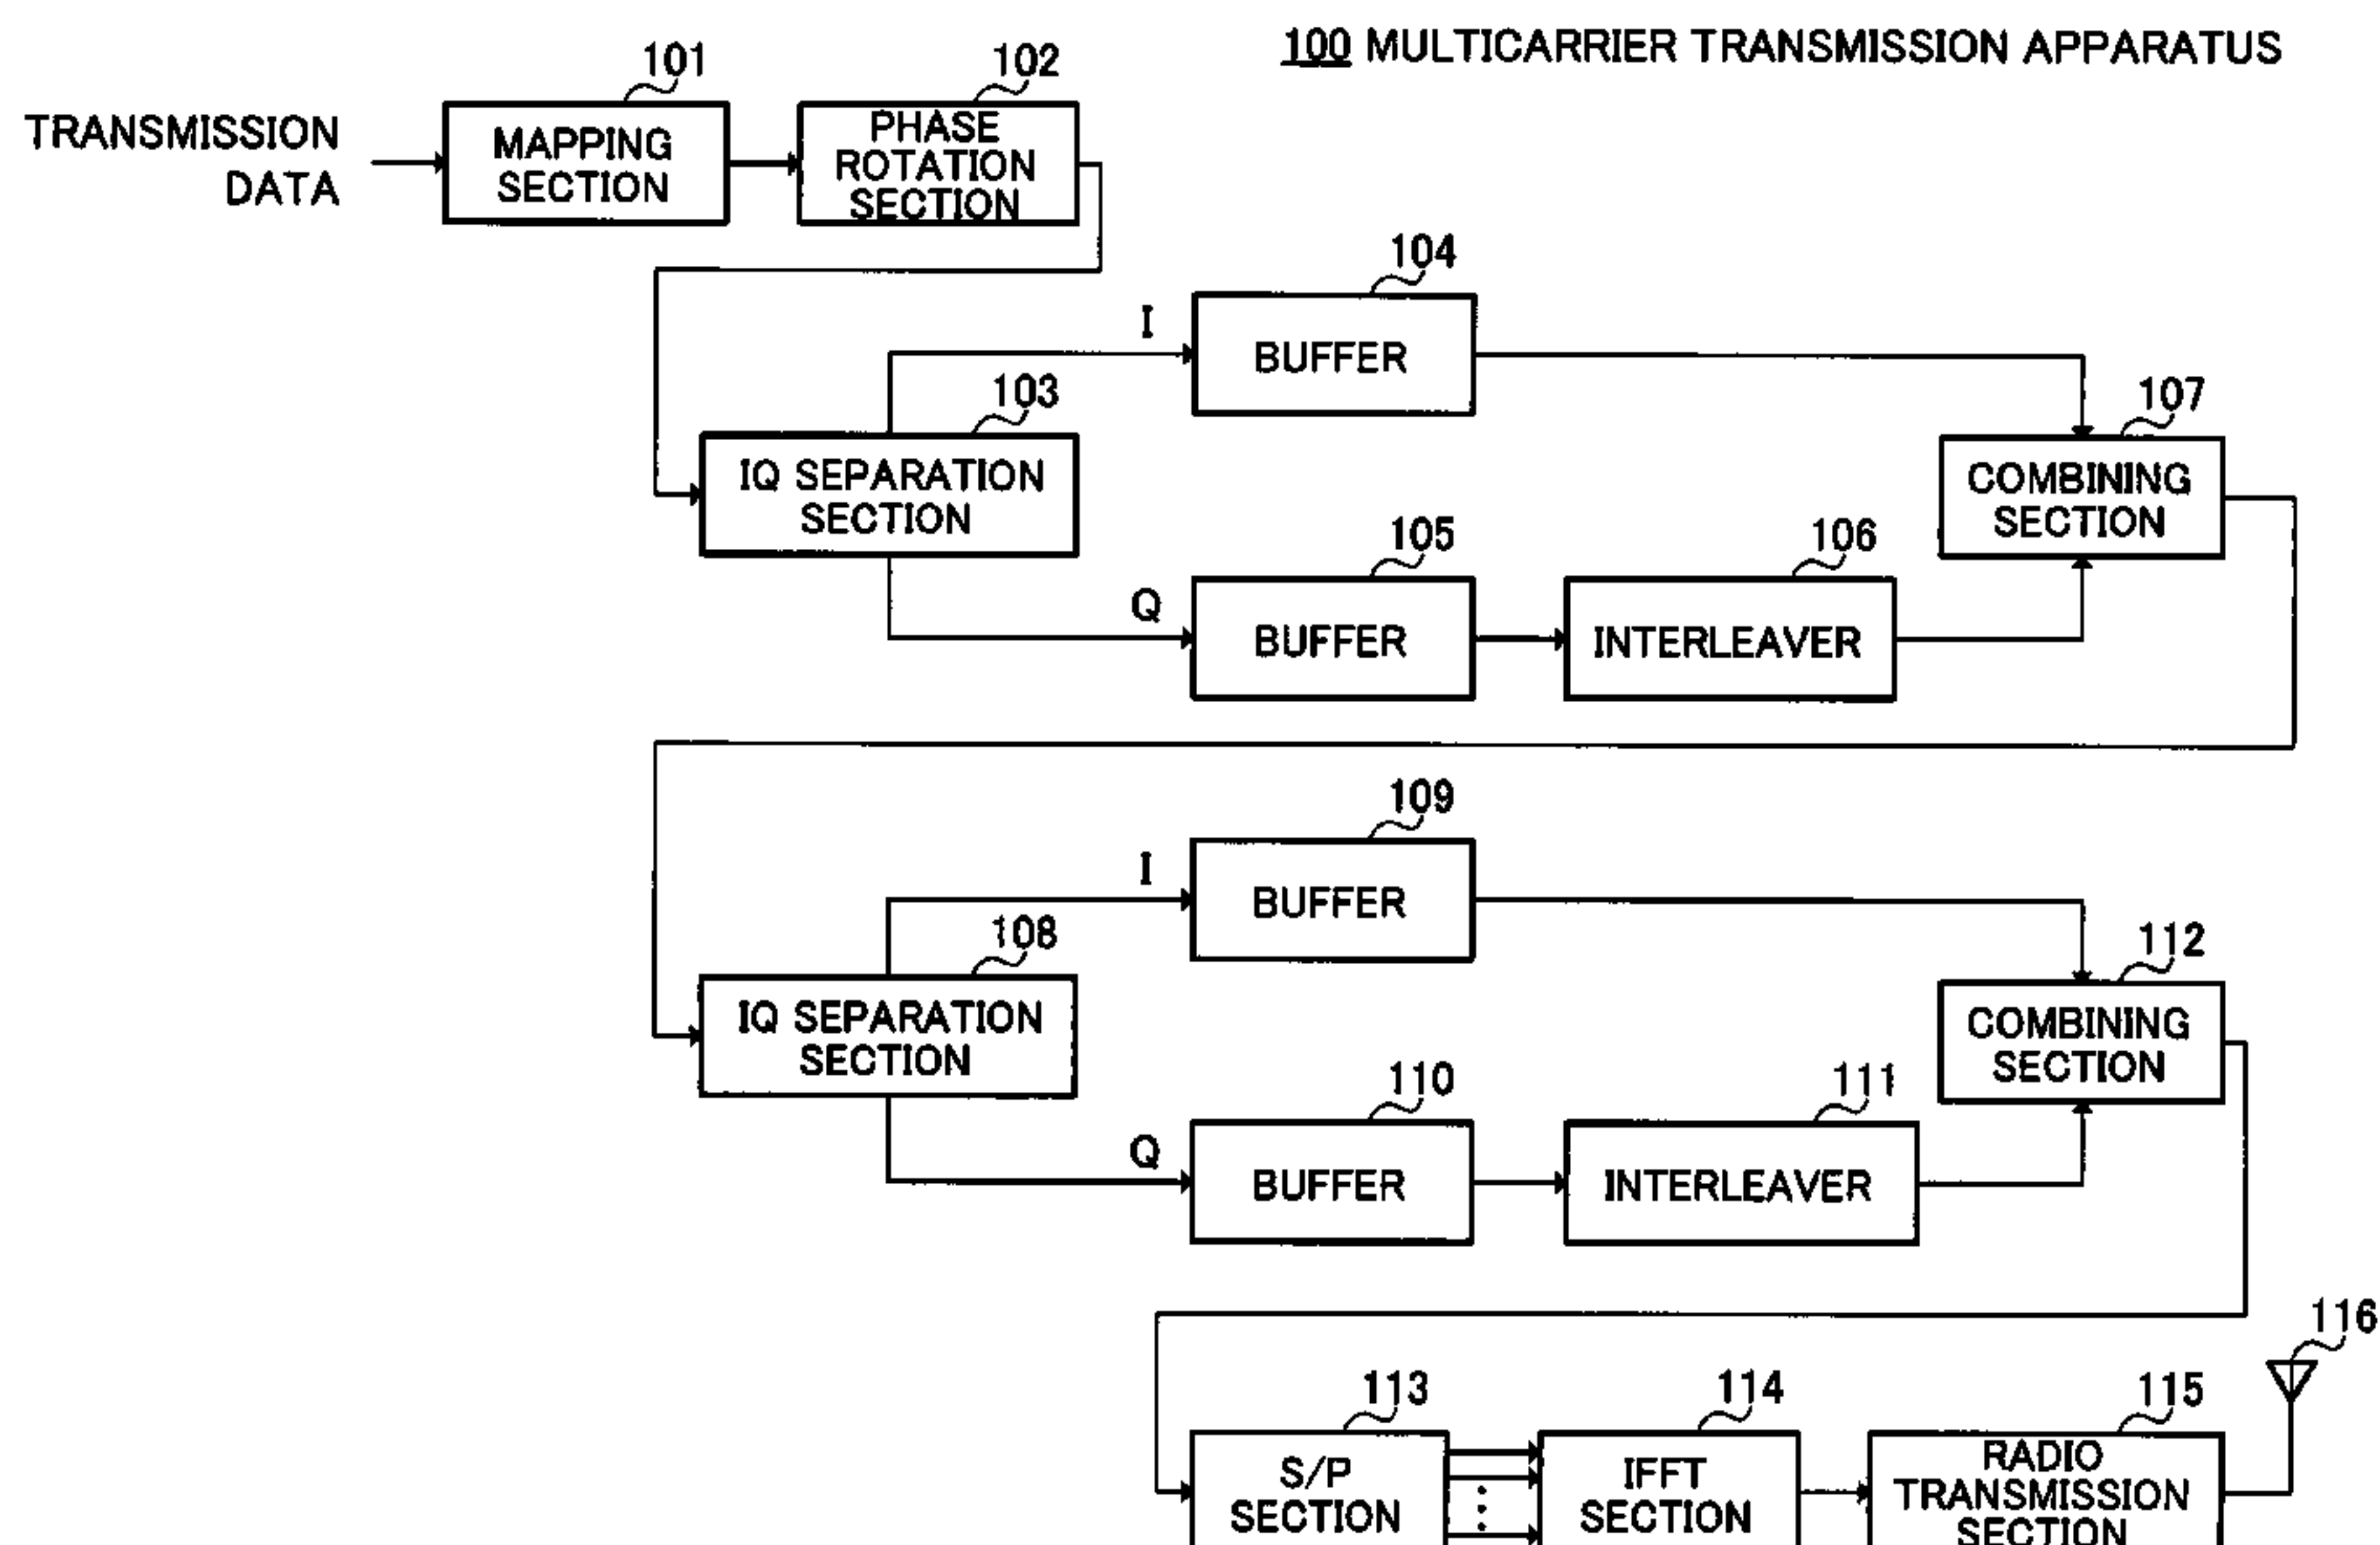 100 MULTICARRIER TRANSMISSION APPARATUS
101
102
TRANSMISSION
DATA
MAPPING
SECTION
PHASE
ROTATION
SECTION
104
I
BUFFER
103
107
IQ SEPARATION
SECTION
COMBINING
SECTION
105
106
Q
BUFFER
INTERLEAVER
109
I
BUFFER
108
112
IQ SEPARATION
SECTION
COMBINING
SECTION
110
111
Q
BUFFER
INTERLEAVER
116
113
114
115
S/P
SECTION
IFFT
SECTION
RADIO
TRANSMISSION
SECTION